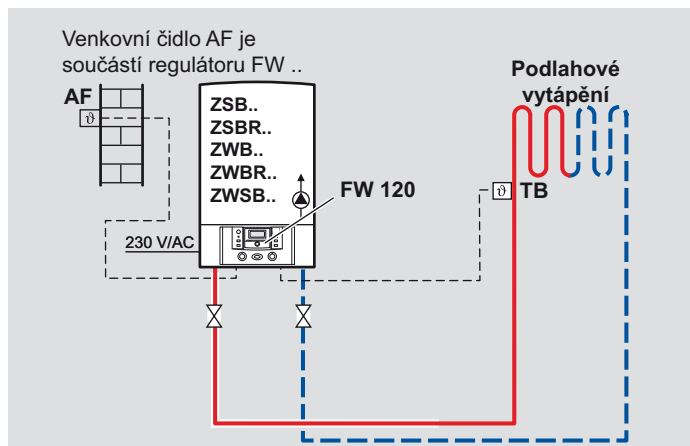 Venkovní čidlo AF je
součástí regulátoru FW ..
AF
ϑ
ZSB..
ZSBR..
ZWB..
ZWBR..
ZWSB..
230 V/AC
FW 120
Podlahové
vytápění
ϑ TB